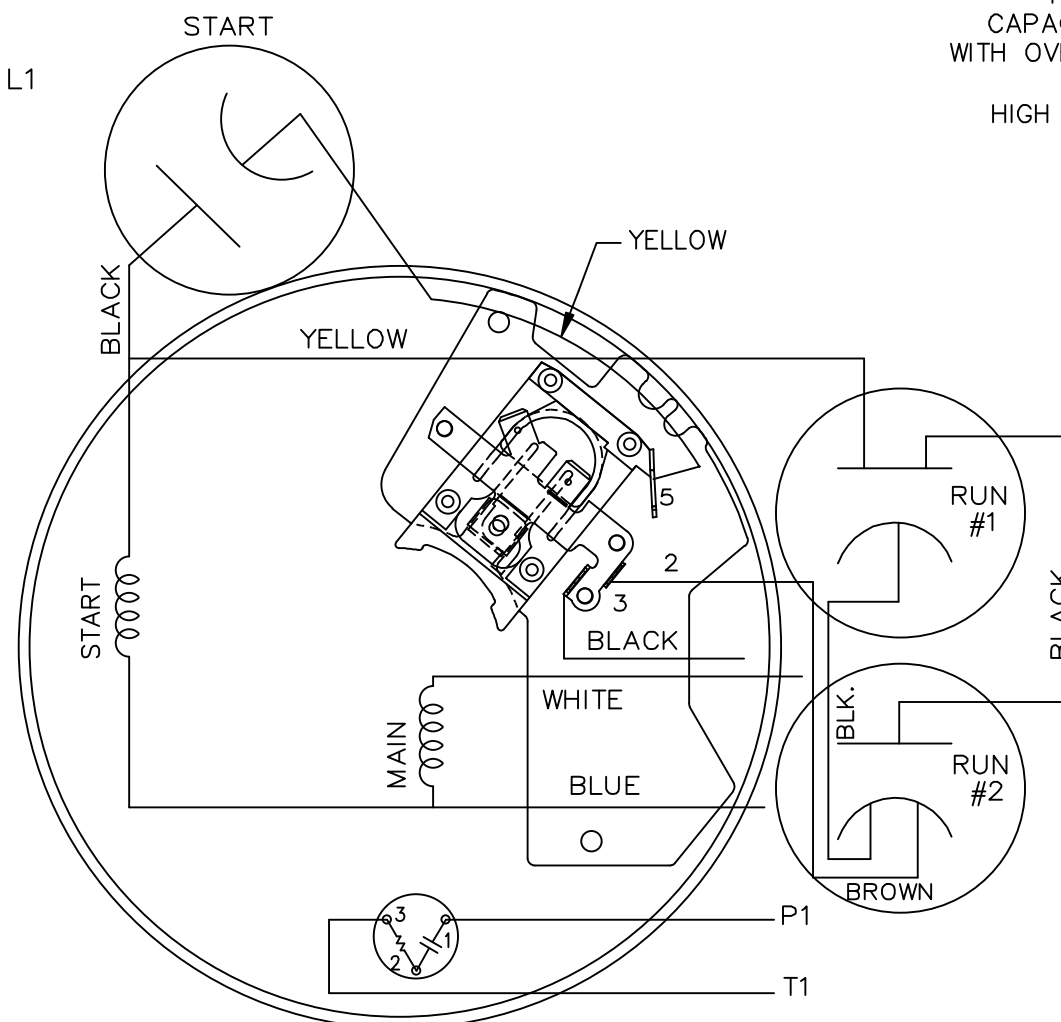 START
CAPAC
WITH OVE
L1
HIGH
YELLOW
BLACK
YELLOW
RUN
#1
5
2
3
START
BLACK
BLACK
WHITE
MAIN
BLK.
BLUE
RUN
#2
BROWN
3
1
2
P1
T1